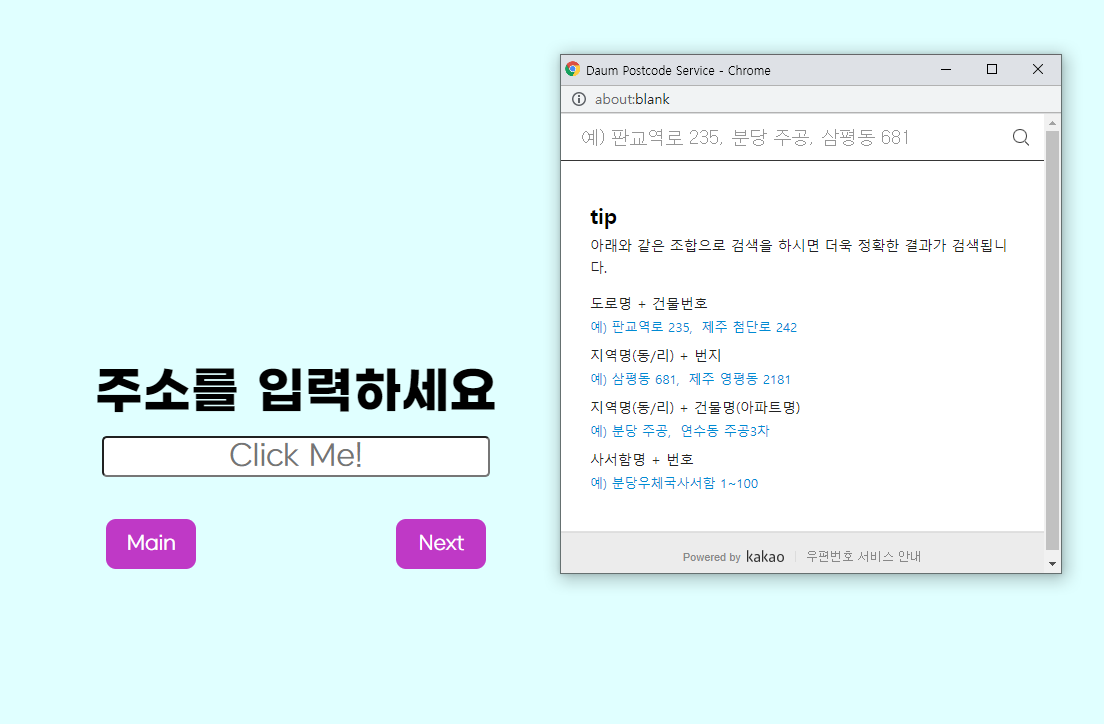 주소를 입력하세요
Click Me!
Main
Next
Daum Postcode Service - Chrome
about:blank
예) 판교역로 235, 분당 주공, 삼평동 681
tip
아래와 같은 조합으로 검색을 하시면 더욱 정확한 결과가 검색됩니
다.
도로명 + 건물번호
예) 판교역로 235, 제주 첨단로 242
지역명(동/리) + 번지
예) 삼평동 681, 제주 영평동 2181
지역명(동/리) + 건물명(아파트명)
예) 분당 주공, 연수동 주공3차
사서함명 + 번호
예) 분당우체국사서함 1~100
Powered by kakao 우편번호 서비스 안내